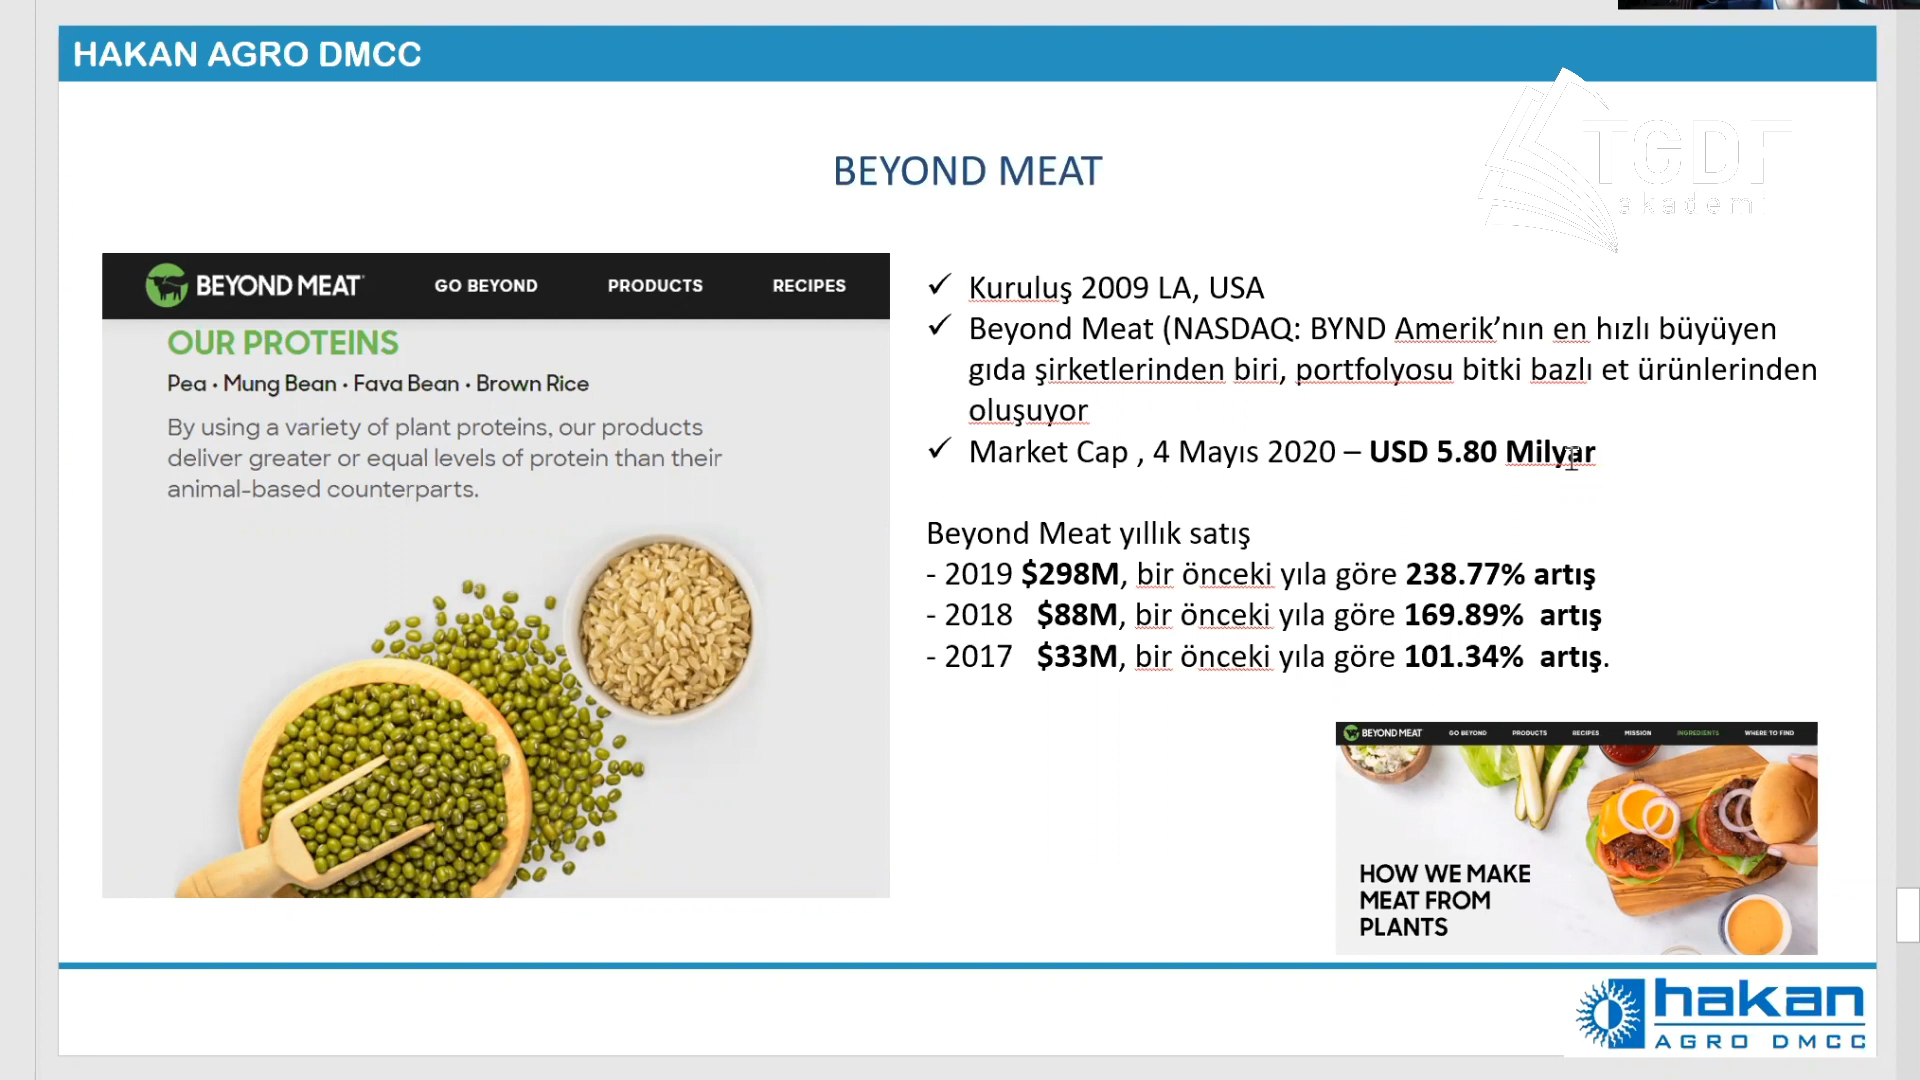 HAKAN AGRO DMCC
TGDF
akademi
BEYOND MEAT
BEYOND MEAT GO BEYOND PRODUCTS RECIPES
OUR PROTEINS
Pea · Mung Bean · Fava Bean · Brown Rice
By using a variety of plant proteins, our products
deliver greater or equal levels of protein than their
animal-based counterparts.
✓ Kuruluş 2009 LA, USA
✓ Beyond Meat (NASDAQ: BYND Amerik’nın en hızlı büyüyen
gıda şirketlerinden biri, portfolyosu bitki bazlı et ürünlerinden
oluşuyor
✓ Market Cap , 4 Mayıs 2020 – USD 5.80 Milyar
Beyond Meat yıllık satış
- 2019 $298M, bir önceki yıla göre 238.77% artış
- 2018 $88M, bir önceki yıla göre 169.89% artış
- 2017 $33M, bir önceki yıla göre 101.34% artış.
BEYOND MEAT GO BEYOND PRODUCTS RECIPES MISSION INGREDIENTS WHERE TO FIND
HOW WE MAKE
MEAT FROM
PLANTS
hakan
AGRO DMCC